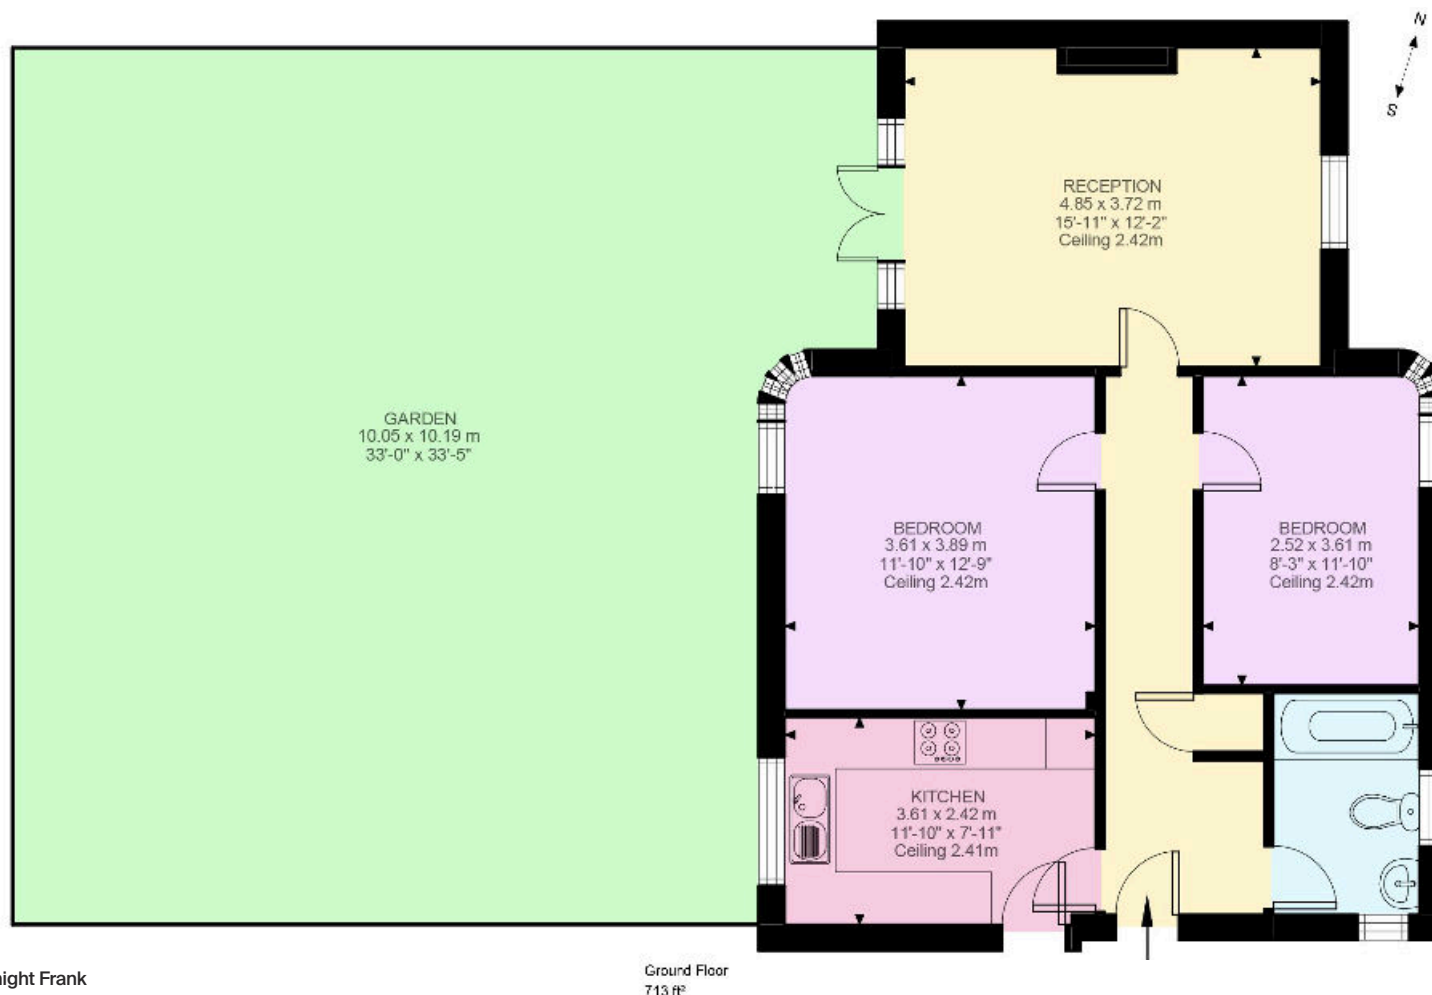 N
S
RECEPTION
4.85 x 3.72 m
15'-11" x 12'-2"
Ceiling 2.42m
GARDEN
10.05 x 10.19 m
33'-0" x 33'-5"
BEDROOM
3.61 x 3.89 m
11'-10" x 12'-9"
Ceiling 2.42m
BEDROOM
2.52 x 3.61 m
8'-3" x 11'-10"
Ceiling 2.42m
KITCHEN
3.61 x 2.42 m
11'-10" x 7'-11"
Ceiling 2.41m
Ground Floor
713 ft²
night Frank